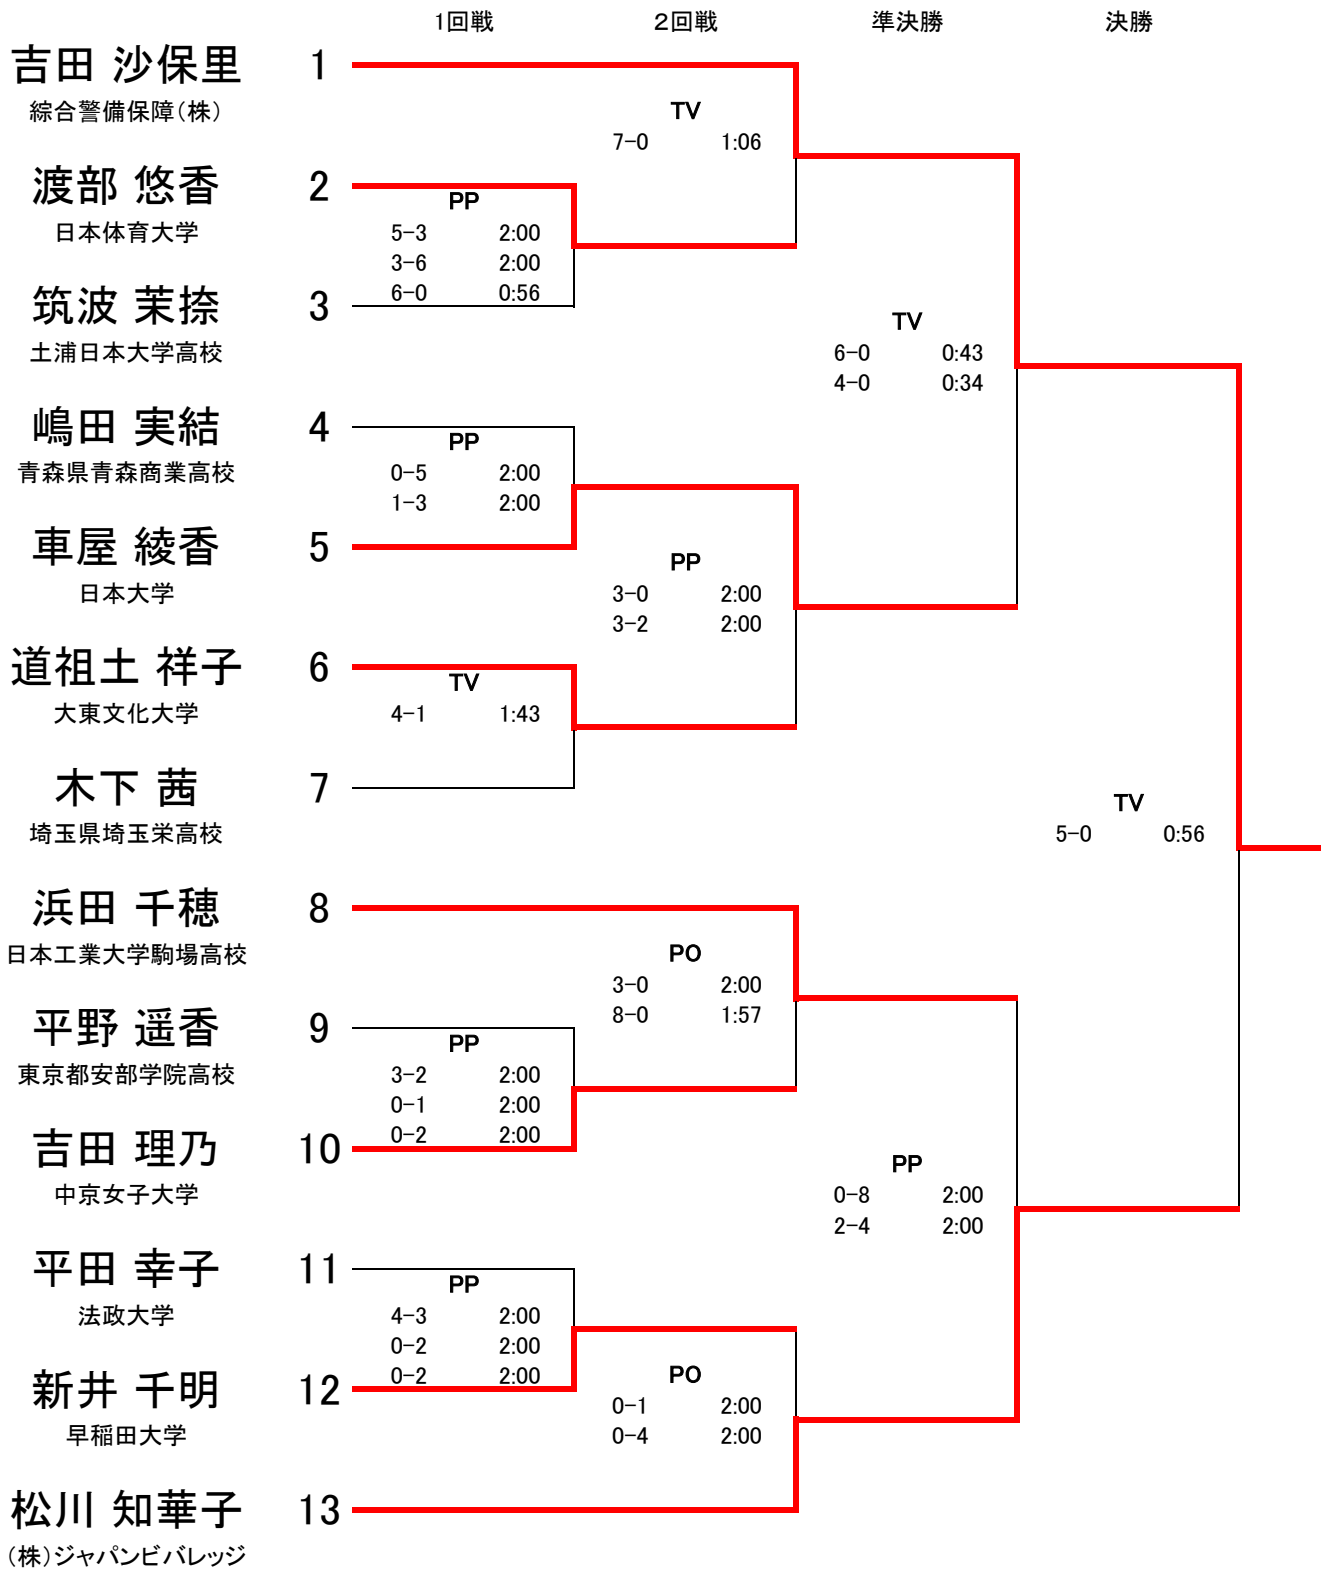 1回戦 2回戦 準決勝 決勝
吉田 沙保里 1
綜合警備保障(株)
TV
7-0 1:06
渡部 悠香 2
PP
日本体育大学
5-3 2:00
3-6 2:00
6-0 0:56
筑波 茉捺 3
土浦日本大学高校
TV
6-0 0:43
4-0 0:34
嶋田 実結 4
PP
青森県青森商業高校
0-5 2:00
1-3 2:00
車屋 綾香 5
日本大学
PP
3-0 2:00
3-2 2:00
道祖土 祥子 6
TV
大東文化大学
4-1 1:43
木下 茜 7
埼玉県埼玉栄高校
TV
5-0 0:56
浜田 千穂 8
日本工業大学駒場高校
PO
3-0 2:00
8-0 1:57
平野 遥香 9
PP
東京都安部学院高校
3-2 2:00
0-1 2:00
0-2 2:00
吉田 理乃 10
中京女子大学
PP
0-8 2:00
2-4 2:00
平田 幸子 11
PP
法政大学
4-3 2:00
0-2 2:00
0-2 2:00
新井 千明 12
早稲田大学
PO
0-1 2:00
0-4 2:00
松川 知華子 13
(株)ジャパンビバレッジ